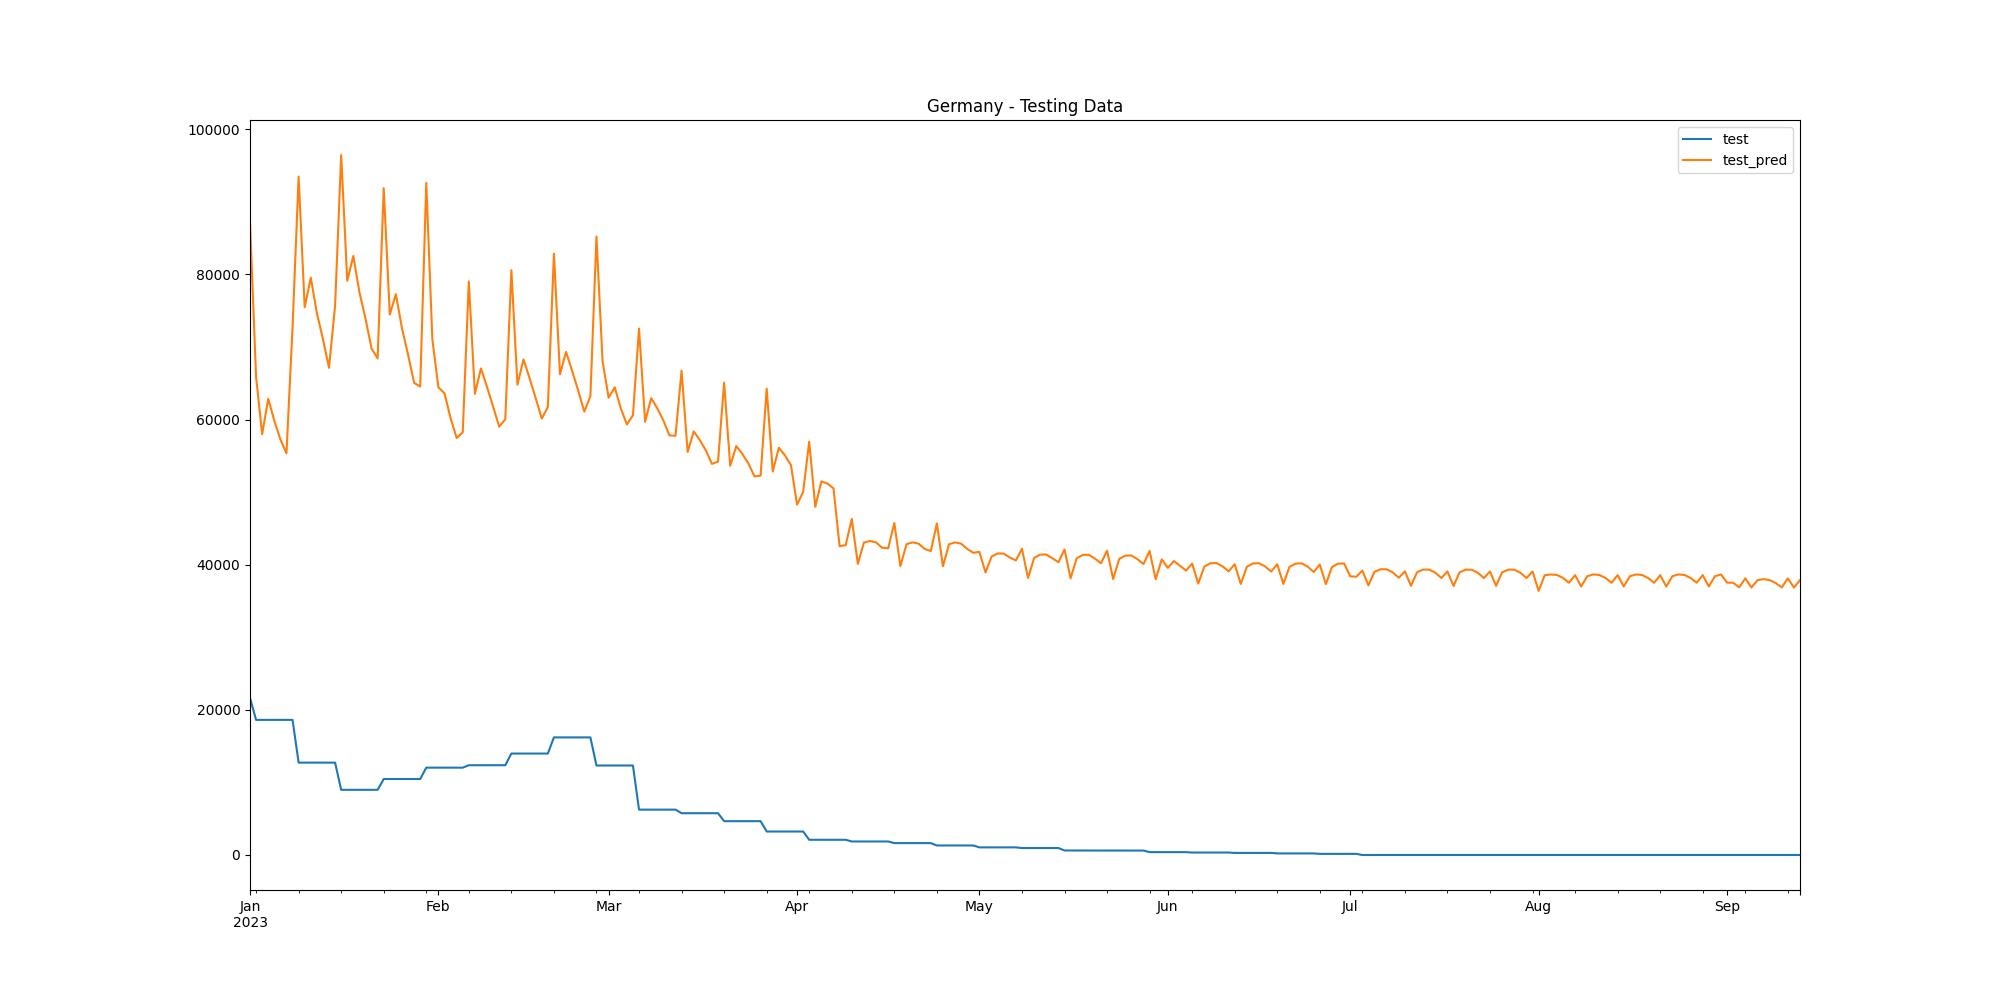 Germany - Testing Data
100000
80000
60000
40000
20000
0
test
test_pred
Jan
2023
Feb
Mar
Apr
May
Jun
Jul
Aug
Sep